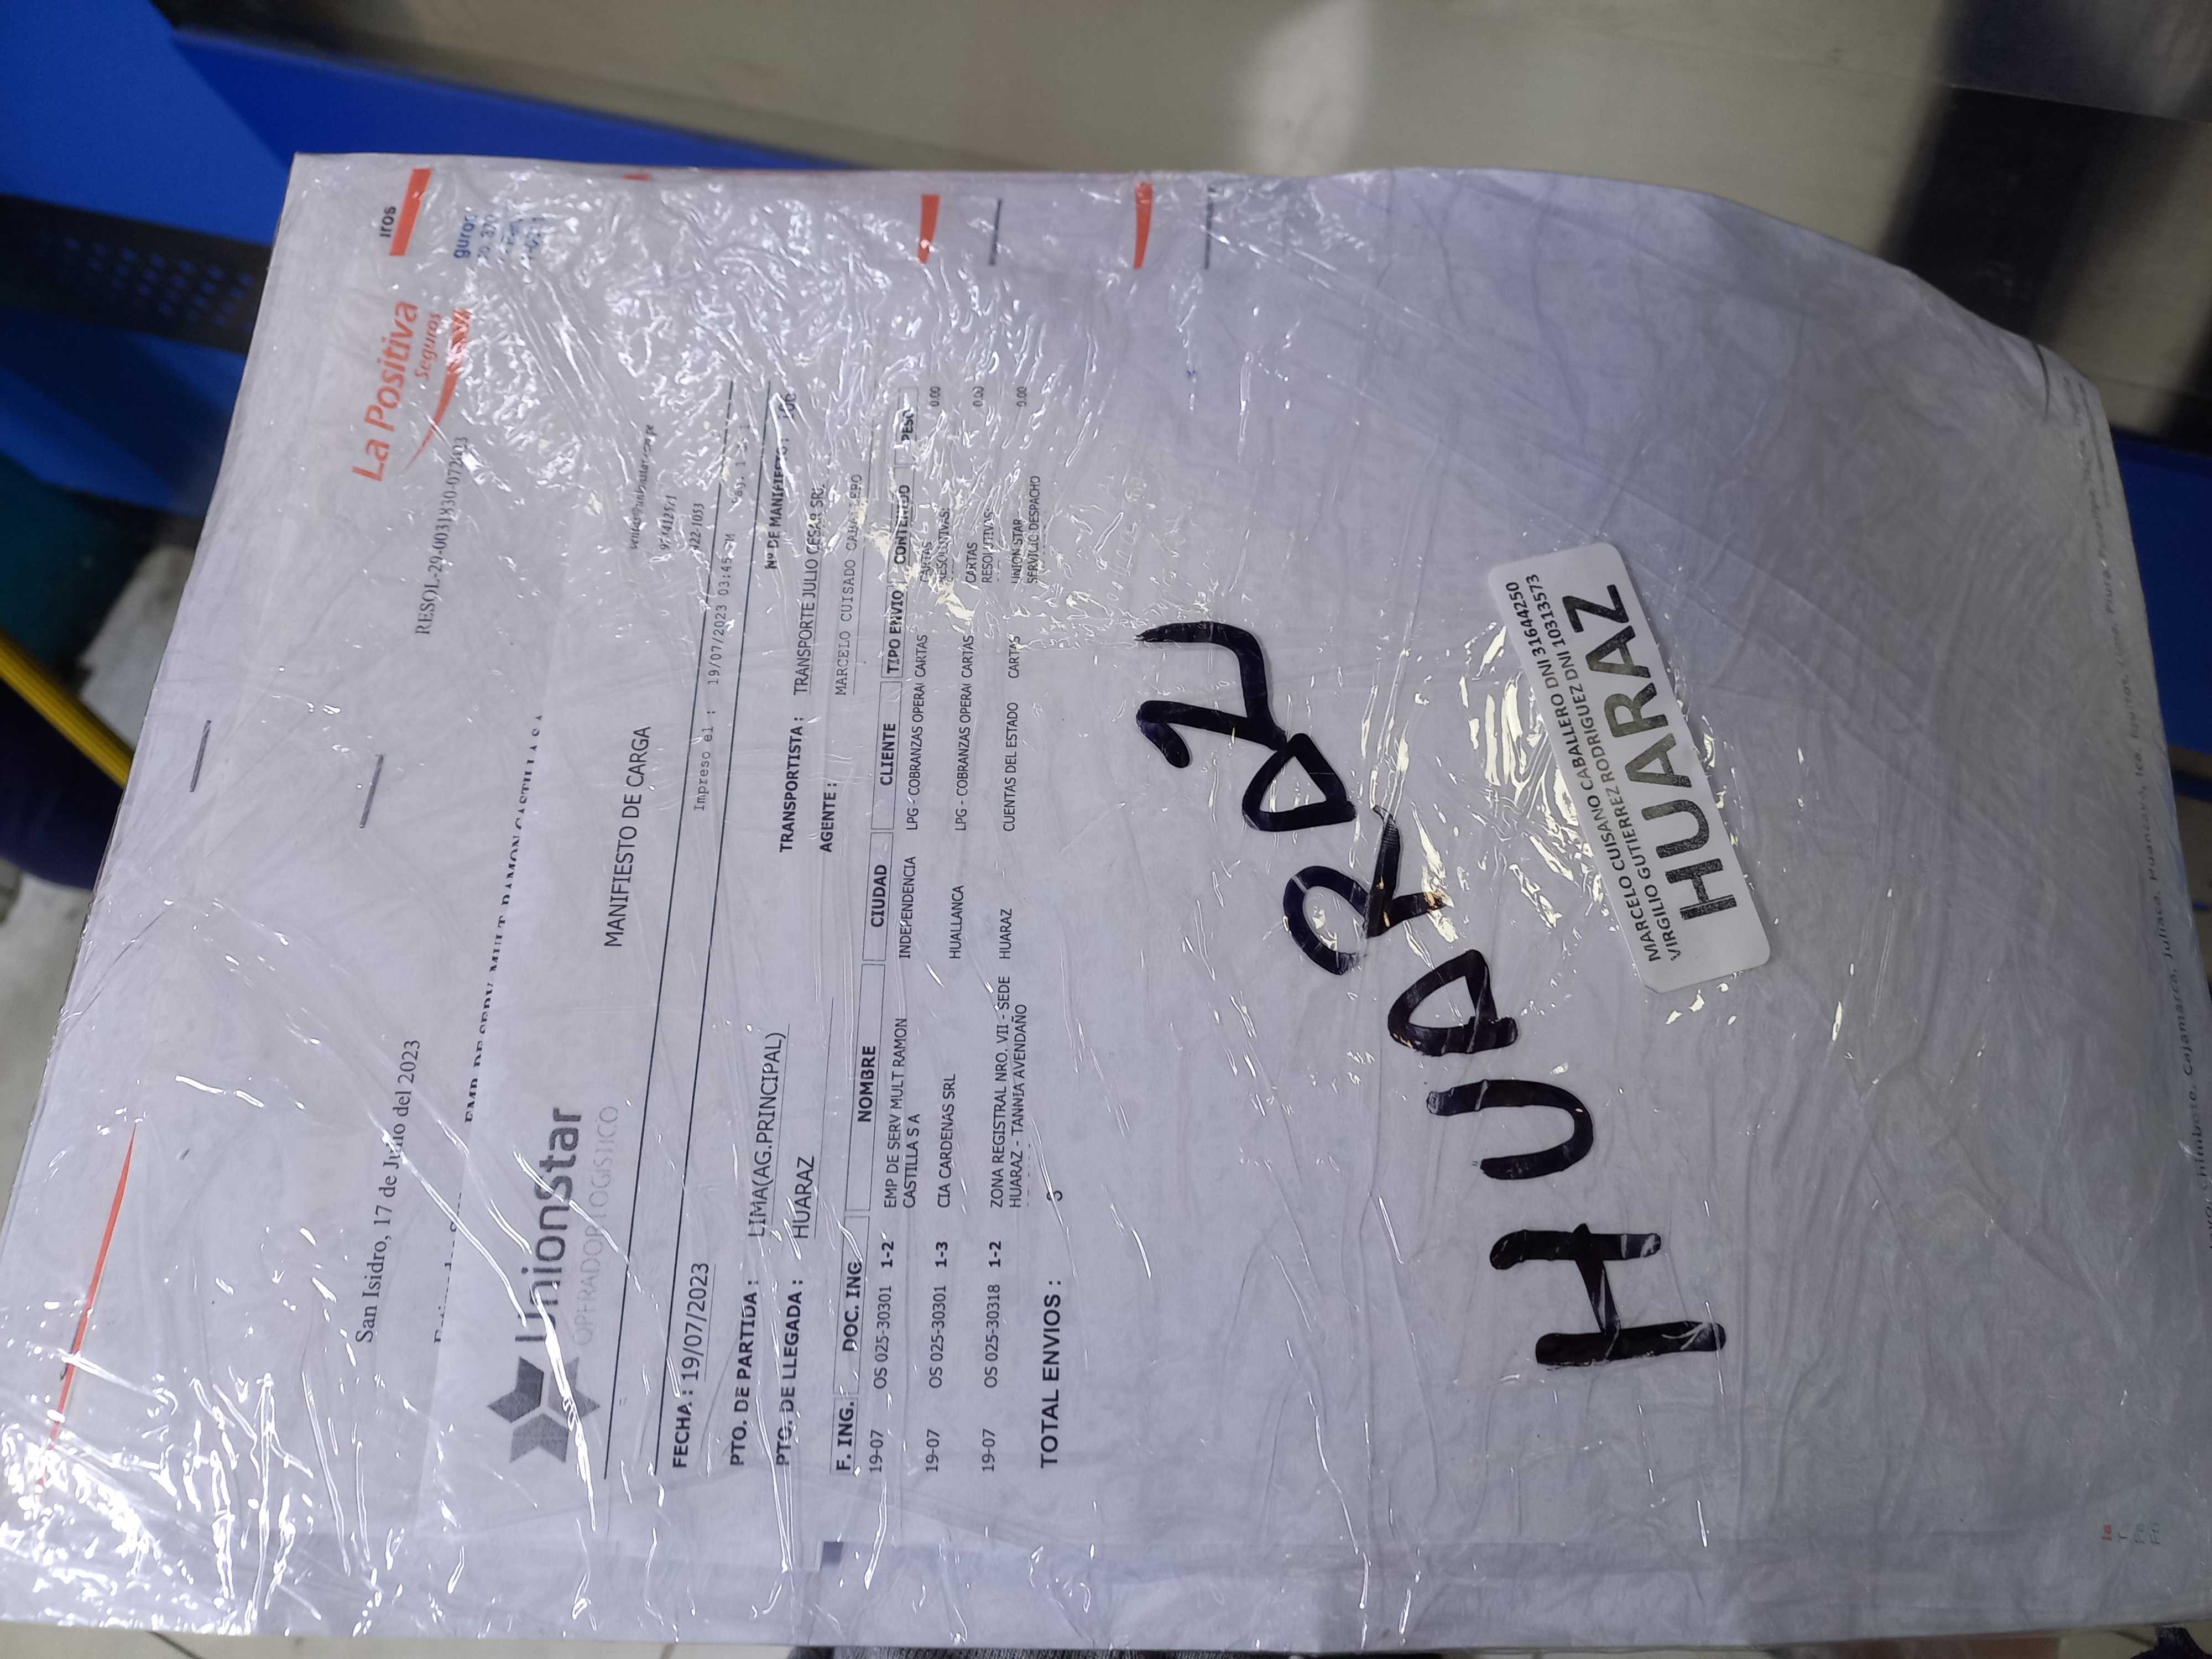 La Positiva
Seguros
iros
San Isidro, 17 de Julio del 2023
Unionstar
OPERADOR LOGISTICO
MANIFIESTO DE CARGA
FECHA : 19/07/2023
Impreso el : 19/07/2023 03:45
PTO. DE PARTIDA : LIMA(AG.PRINCIPAL)
Nº DE MANIFIESTO :
PTO. DE LLEGADA : HUARAZ
TRANSPORTISTA : TRANSPORTE JULIO CESAR SRL
AGENTE : MARCELO CUISADO CABALLERO
F. ING. DOC. ING NOMBRE CIUDAD CLIENTE TIPO ENVIO CONTENIDO PESO
19-07 OS 025-30301 1-2 EMP DE SERV MULT RAMON INDEPENDENCIA LPG - COBRANZAS OPERAI CARTAS CARTAS 0.00
CASTILLA S A RESOLUTIVAS:
19-07 OS 025-30301 1-3 CIA CARDENAS SRL HUALLANCA LPG - COBRANZAS OPERAI CARTAS CARTAS 0.00
RESOLUTIVAS:
19-07 OS 025-30318 1-2 ZONA REGISTRAL NRO. VII - SEDE HUARAZ CUENTAS DEL ESTADO CARTAS UNION STAR 0.00
HUARAZ - TANNIA AVENDAÑO SERVICIO DESPACHO
TOTAL ENVIOS : 3
HUARAZ
MARCELO CUISANO CABALLERO DNI 31644250
VIRGILIO GUTIERREZ RODRIGUEZ DNI 10313573
HUARAZ